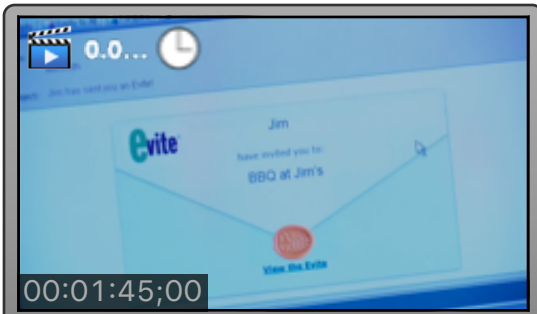 0.0...
Jim has sent you an Evite!
evite
Jim
have invited you to:
BBQ at Jim's
View the Evite
00:01:45;00